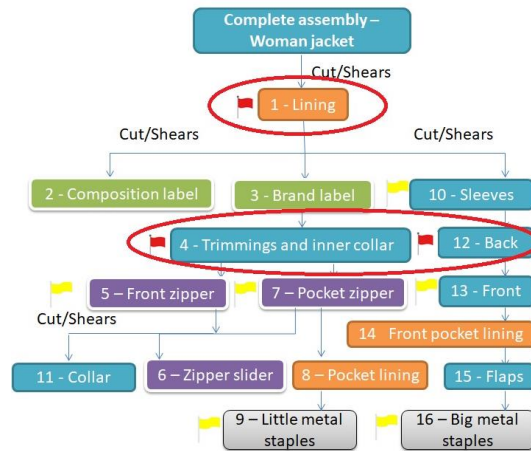 Complete assembly –
Woman jacket
Cut/Shears
1 - Lining
Cut/Shears
Cut/Shears
2 - Composition label
3 - Brand label
10 - Sleeves
4 - Trimmings and inner collar
12 - Back
5 – Front zipper
7 - Pocket zipper
13 - Front
Cut/Shears
14 Front pocket lining
11 - Collar
6 – Zipper slider
8 – Pocket lining
15 - Flaps
9 – Little metal
staples
16 – Big metal
staples